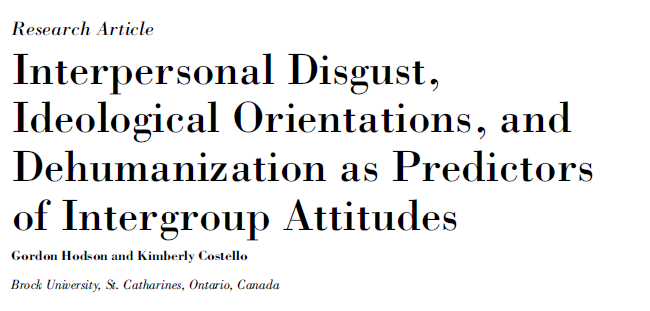 Research Article
Interpersonal Disgust,
Ideological Orientations, and
Dehumanization as Predictors
of Intergroup Attitudes
Gordon Hodson and Kimberly Costello
Brock University, St. Catharines, Ontario, Canada